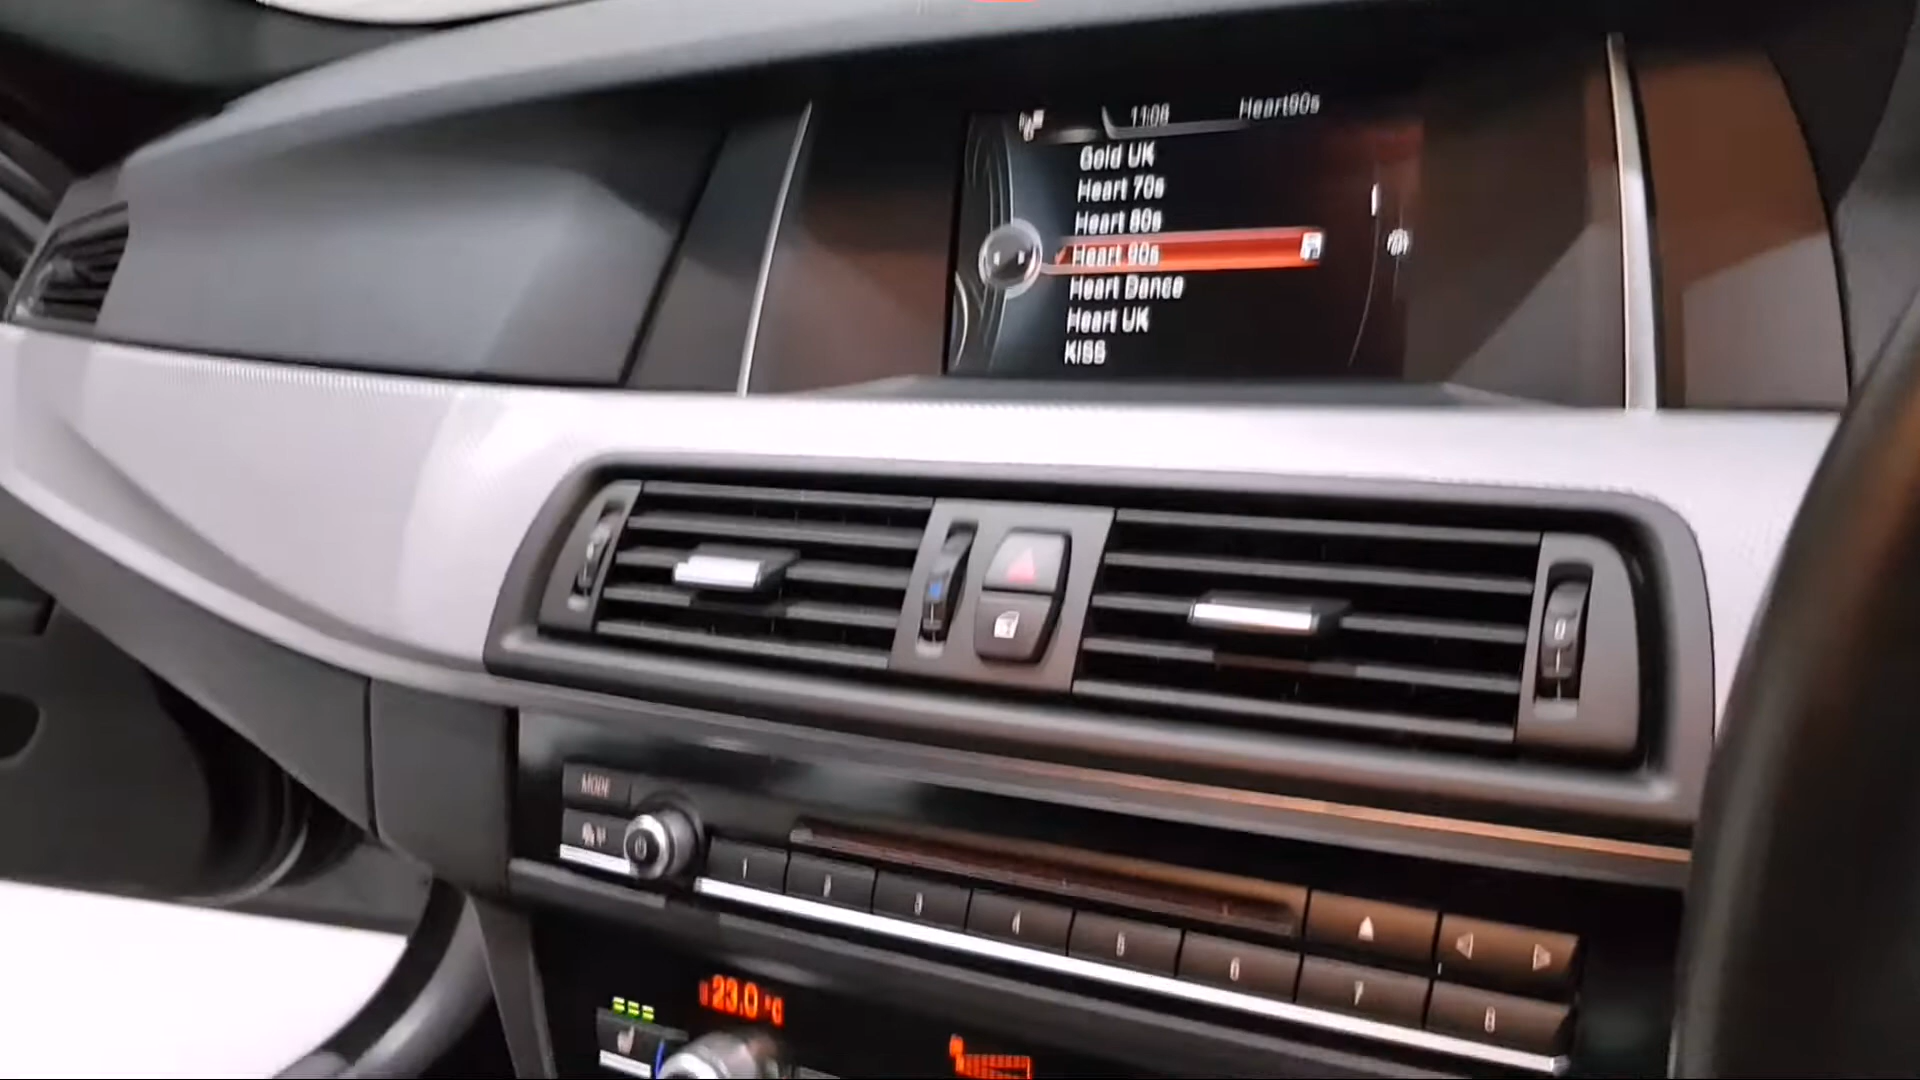 11:08 Heart90s
Gold UK
Heart 70s
Heart 80s
Heart 90s
Heart Dance
Heart UK
KISS
MODE
1 2 3 4 5 6 7 8
23.0 °C